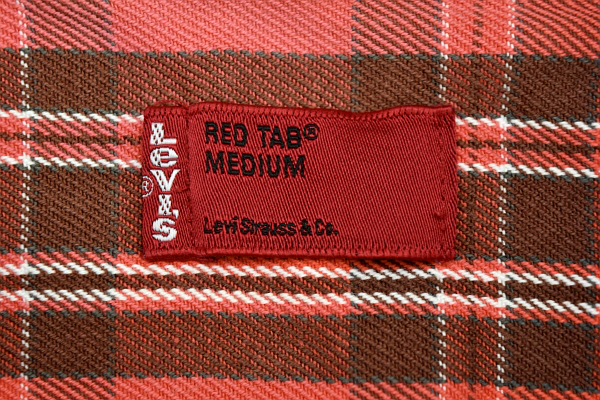 LEVI'S
®
RED TAB®
MEDIUM
Levi Strauss & Co.